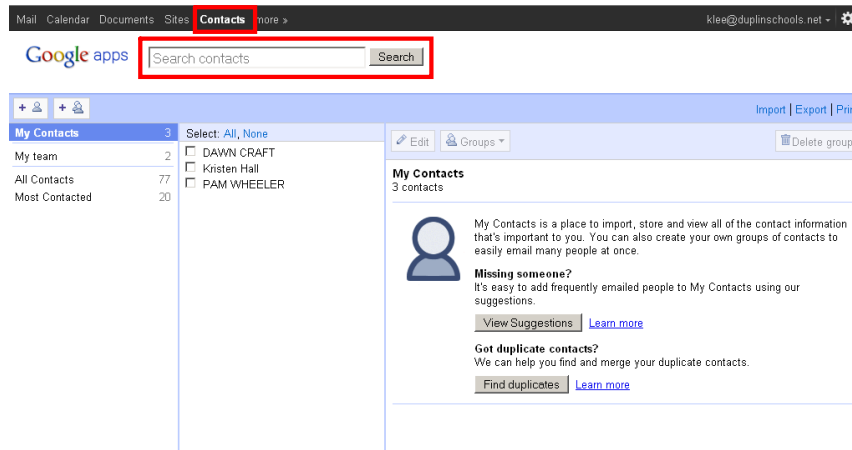 Mail Calendar Documents Sites Contacts more » klee@duplinschools.net
Google apps Search contacts Search
Import | Export |
My Contacts 3
My team 2
All Contacts 77
Most Contacted 20
Select: All, None
DAWN CRAFT
Kristen Hall
PAM WHEELER
Edit Groups Delete group
My Contacts
3 contacts
My Contacts is a place to import, store and view all of the contact information
that's important to you. You can also create your own groups of contacts to
easily email many people at once.
Missing someone?
It's easy to add frequently emailed people to My Contacts using our
suggestions.
View Suggestions Learn more
Got duplicate contacts?
We can help you find and merge your duplicate contacts.
Find duplicates Learn more